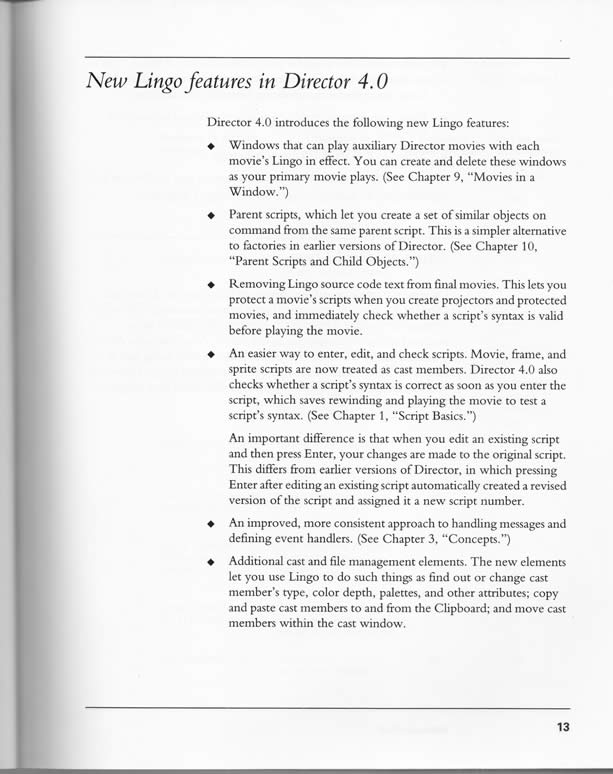 New Lingo features in Director 4.0
Director 4.0 introduces the following new Lingo features:
◆ Windows that can play auxiliary Director movies with each
movie's Lingo in effect. You can create and delete these windows
as your primary movie plays. (See Chapter 9, “Movies in a
Window.”)
◆ Parent scripts, which let you create a set of similar objects on
command from the same parent script. This is a simpler alternative
to factories in earlier versions of Director. (See Chapter 10,
“Parent Scripts and Child Objects.”)
◆ Removing Lingo source code text from final movies. This lets you
protect a movie's scripts when you create projectors and protected
movies, and immediately check whether a script's syntax is valid
before playing the movie.
◆ An easier way to enter, edit, and check scripts. Movie, frame, and
sprite scripts are now treated as cast members. Director 4.0 also
checks whether a script's syntax is correct as soon as you enter the
script, which saves rewinding and playing the movie to test a
script's syntax. (See Chapter 1, “Script Basics.”)
An important difference is that when you edit an existing script
and then press Enter, your changes are made to the original script.
This differs from earlier versions of Director, in which pressing
Enter after editing an existing script automatically created a revised
version of the script and assigned it a new script number.
◆ An improved, more consistent approach to handling messages and
defining event handlers. (See Chapter 3, “Concepts.”)
◆ Additional cast and file management elements. The new elements
let you use Lingo to do such things as find out or change cast
member's type, color depth, palettes, and other attributes; copy
and paste cast members to and from the Clipboard; and move cast
members within the cast window.
13